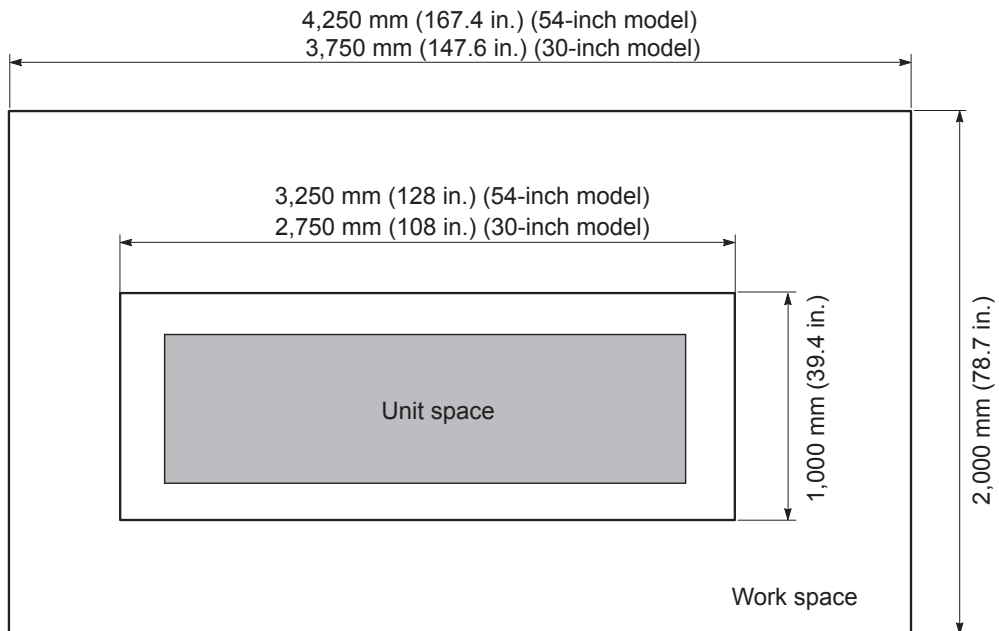 4,250 mm (167.4 in.) (54-inch model)
3,750 mm (147.6 in.) (30-inch model)
3,250 mm (128 in.) (54-inch model)
2,750 mm (108 in.) (30-inch model)
1,000 mm (39.4 in.)
2,000 mm (78.7 in.)
Unit space
Work space